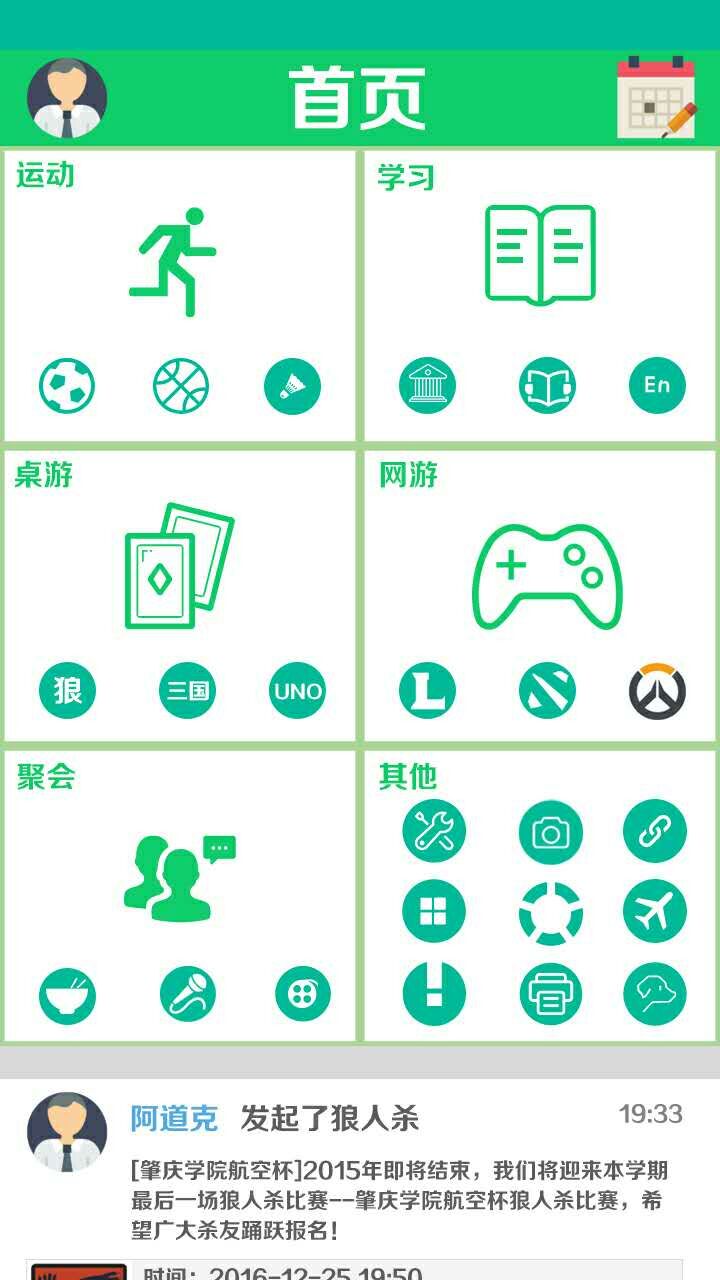 首页
运动
学习
En
桌游
网游
狼
三国
UNO
L
聚会
其他
阿道克 发起了狼人杀 19:33
[肇庆学院航空杯]2015年即将结束，我们将迎来本学期
最后一场狼人杀比赛--肇庆学院航空杯狼人杀比赛，希
望广大杀友踊跃报名！
时间：2016-12-25 19:50